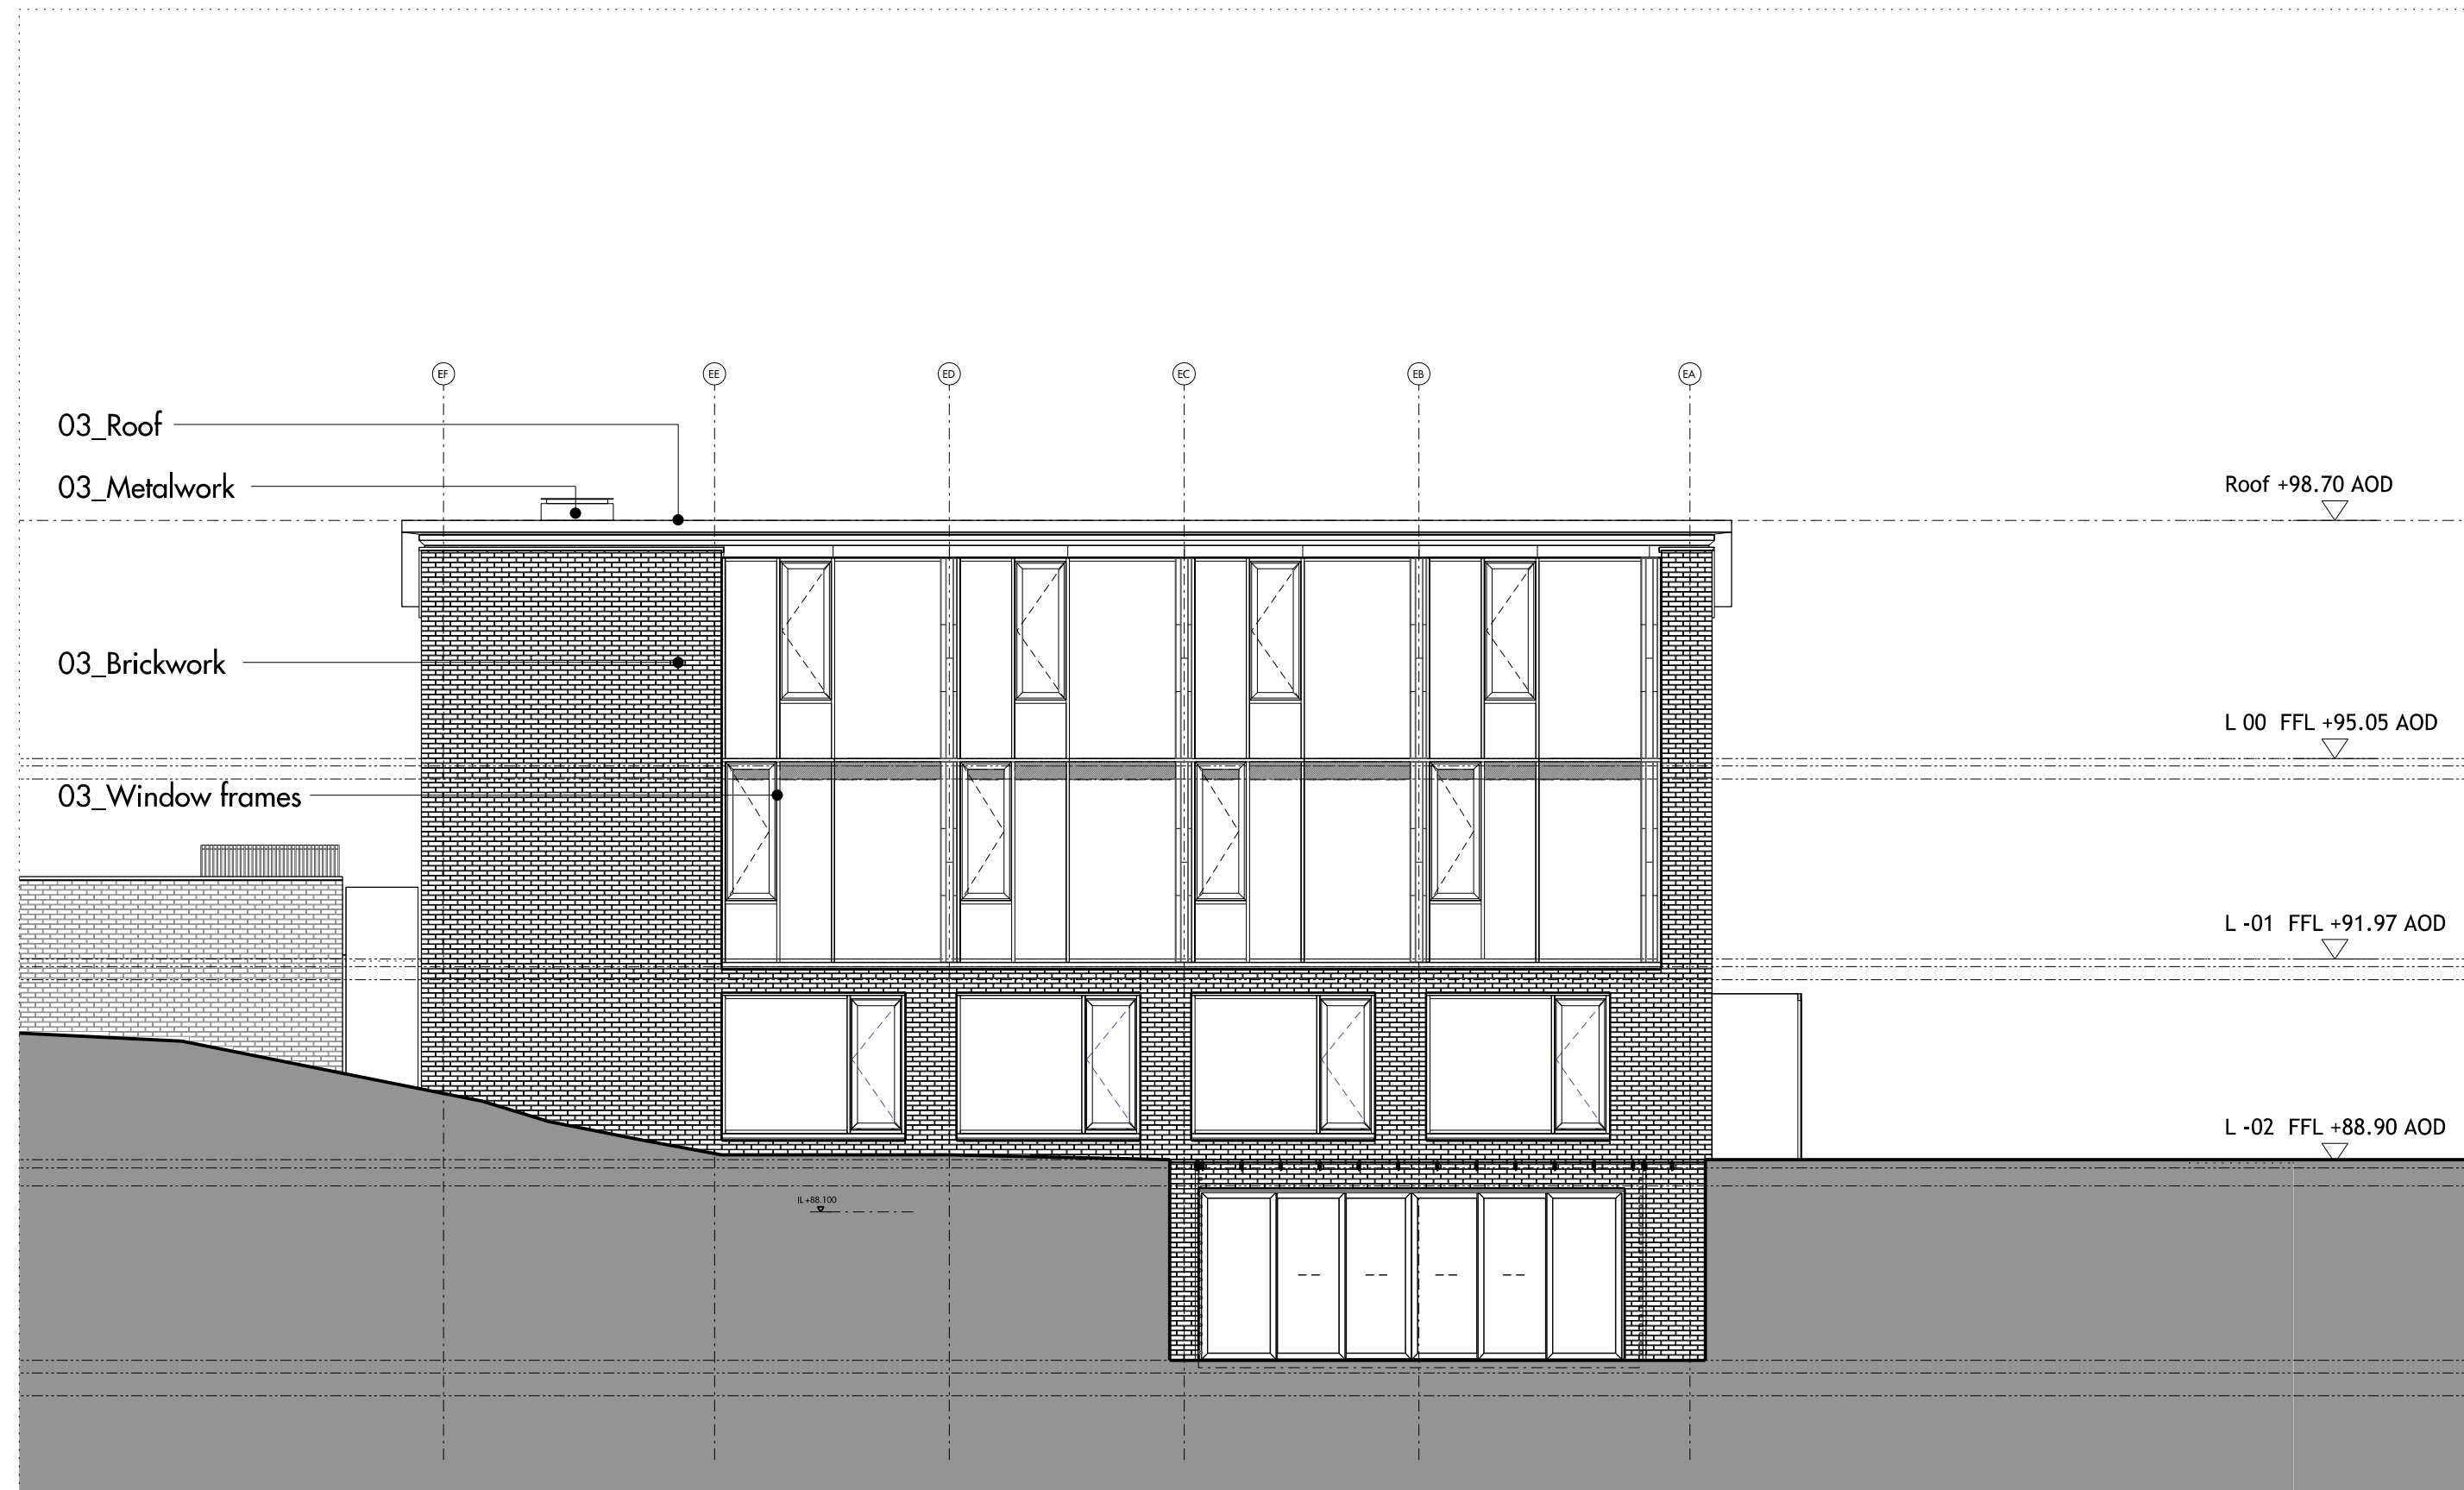 EF
EE
ED
EC
EB
EA
03_Roof
03_Metalwork
Roof +98.70 AOD
03_Brickwork
L 00 FFL +95.05 AOD
03_Window frames
L -01 FFL +91.97 AOD
L -02 FFL +88.90 AOD
IL +88.100